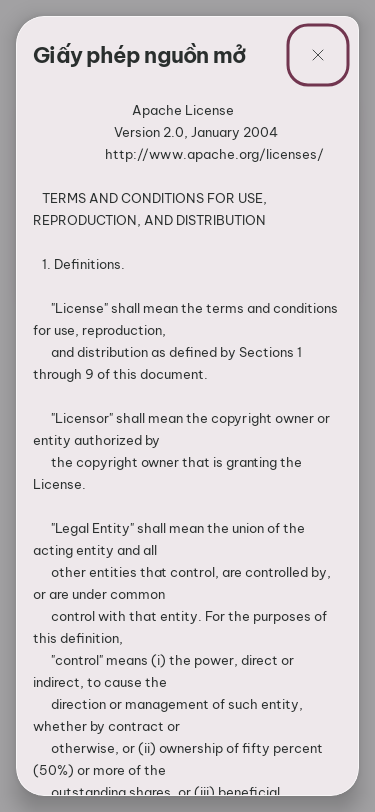 Giấy phép nguồn mở
Apache License
Version 2.0, January 2004
http://www.apache.org/licenses/
TERMS AND CONDITIONS FOR USE,
REPRODUCTION, AND DISTRIBUTION
1. Definitions.
"License" shall mean the terms and conditions
for use, reproduction,
and distribution as defined by Sections 1
through 9 of this document.
"Licensor" shall mean the copyright owner or
entity authorized by
the copyright owner that is granting the
License.
"Legal Entity" shall mean the union of the
acting entity and all
other entities that control, are controlled by,
or are under common
control with that entity. For the purposes of
this definition,
"control" means (i) the power, direct or
indirect, to cause the
direction or management of such entity,
whether by contract or
otherwise, or (ii) ownership of fifty percent
(50%) or more of the
outstanding shares, or (iii) beneficial